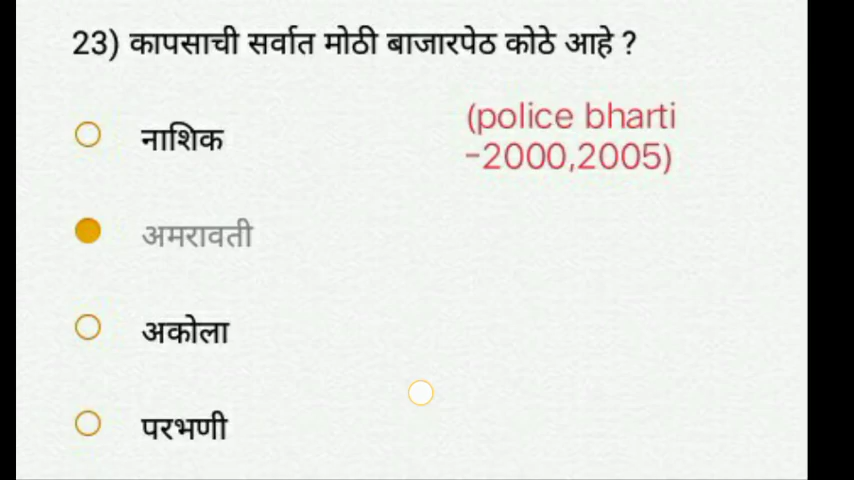 23) कापसाची सर्वात मोठी बाजारपेठ कोठे आहे ?
(police bharti
-2000,2005)
नाशिक
अमरावती
अकोला
परभणी